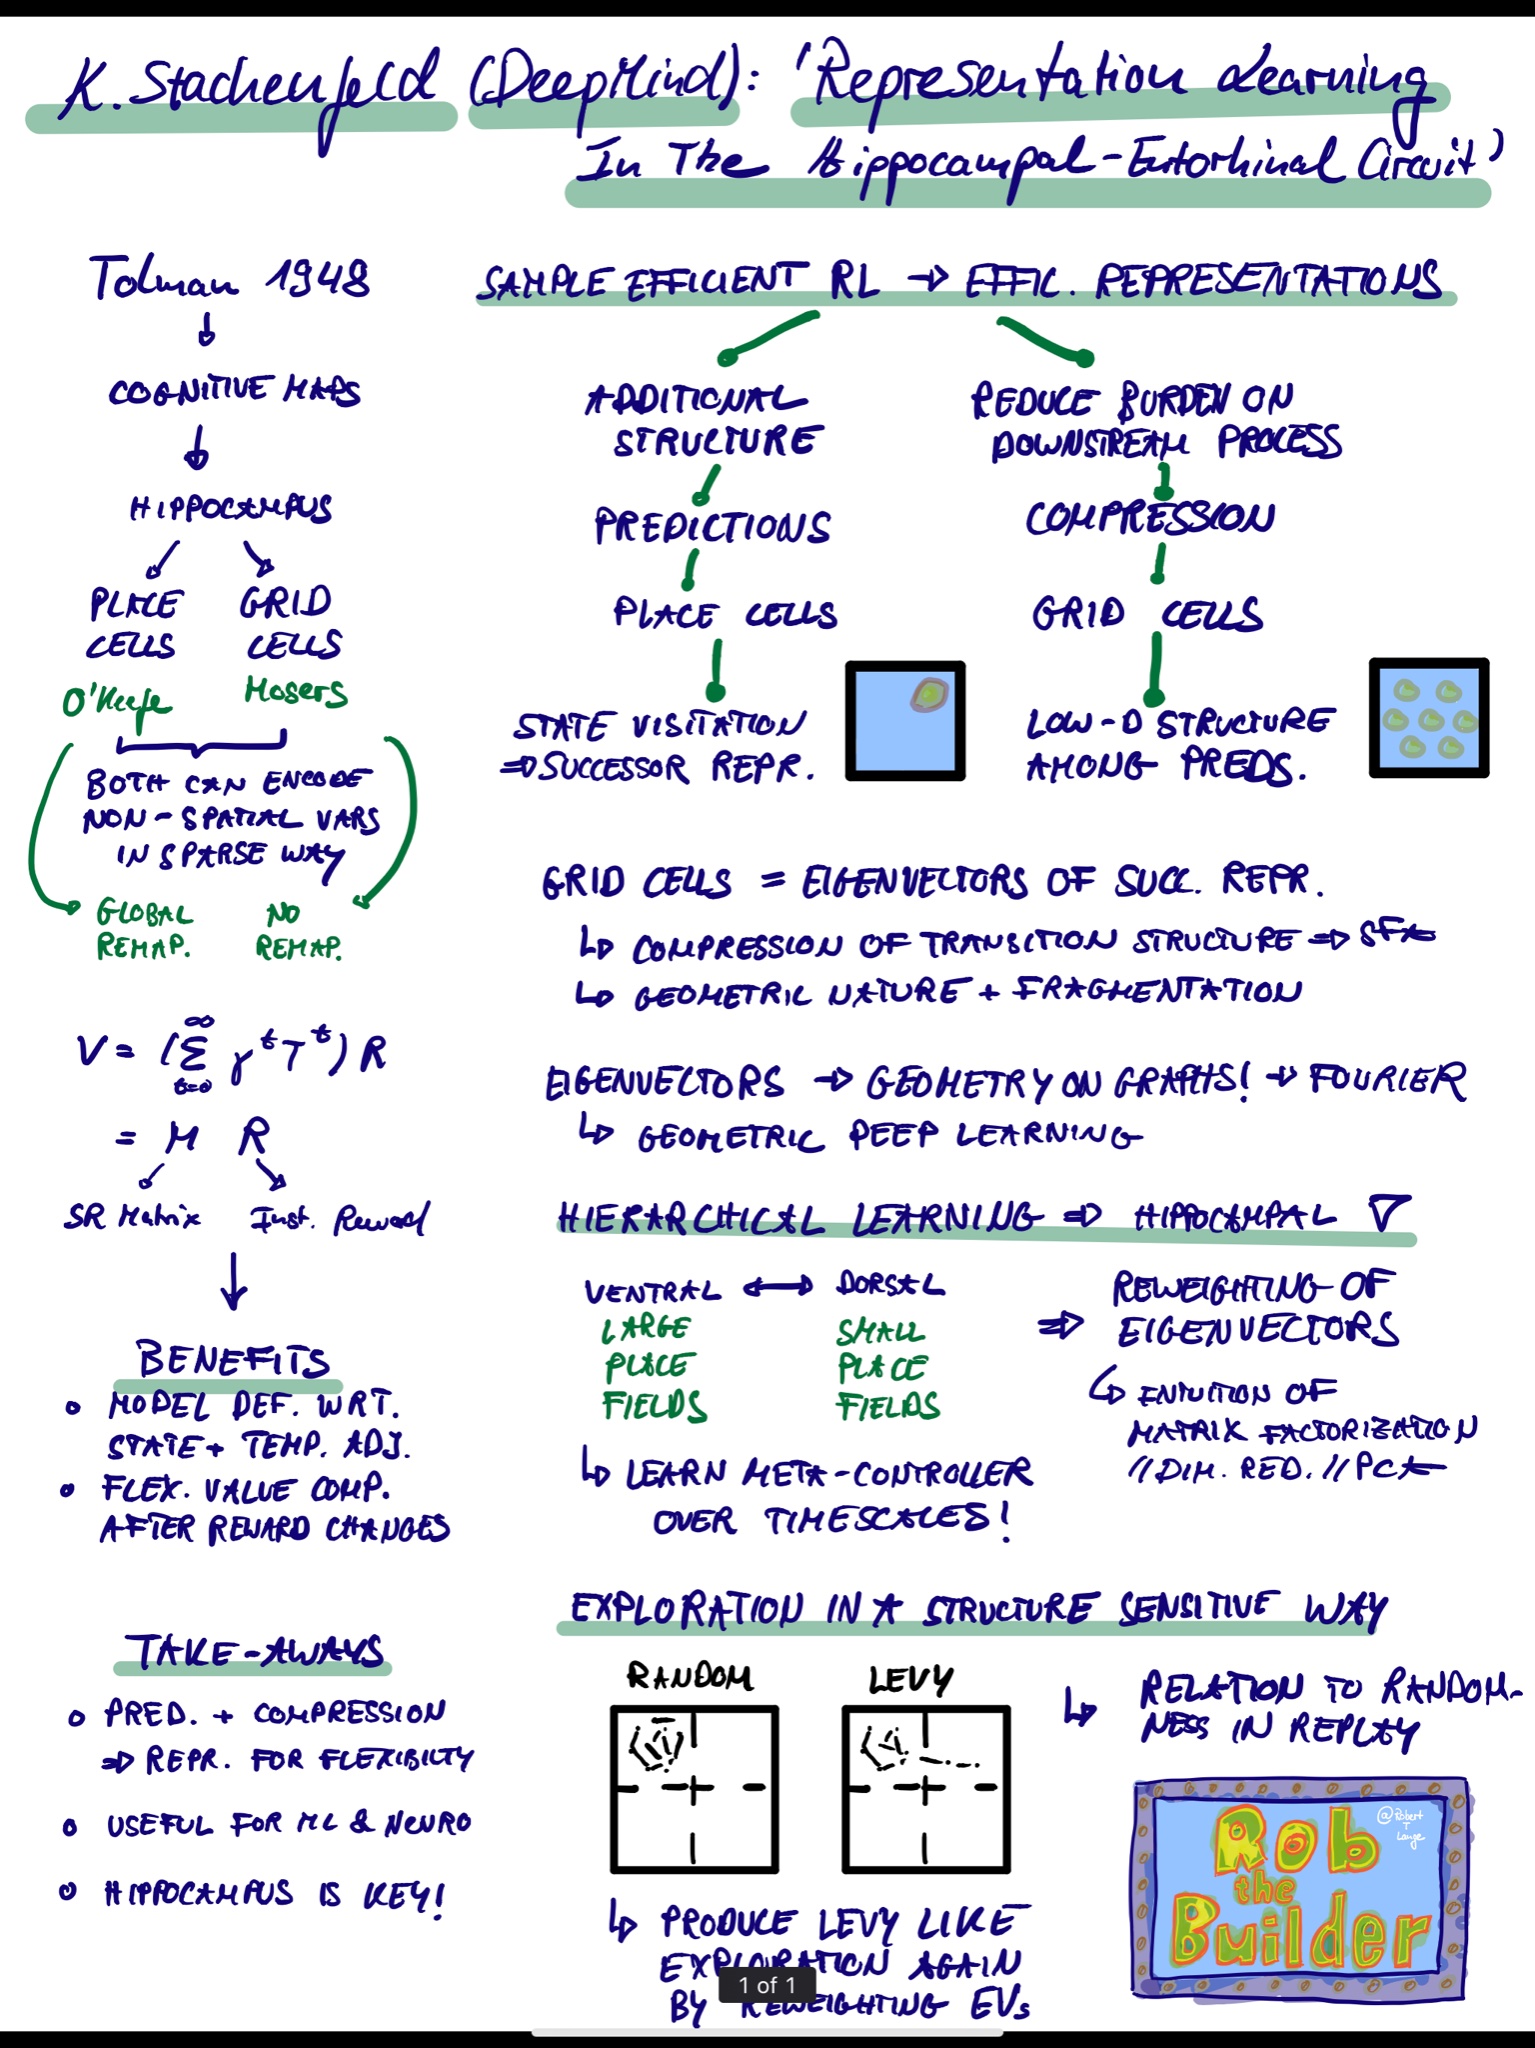 K. Stachenfeld (DeepMind): 'Representation Learning
In The Hippocampal-Entorhinal Circuit'
Tolman 1948
COGNITIVE MAPS
HIPPOCAMPUS
PLACE GRID
CELLS CELLS
O'Keefe Mosers
BOTH CAN ENCODE
NON-SPATIAL VARS
IN SPARSE WAY
GLOBAL NO
REMAP. REMAP.
V = (∑ γ^t T^t) R
∞
t=0
= M R
SR Matrix Inst. Reward
BENEFITS
• MODEL DEF. WRT.
STATE + TEMP. ADJ.
• FLEX. VALUE COMP.
AFTER REWARD CHANGES
TAKE-AWAYS
• PRED. + COMPRESSION
⇒ REPR. FOR FLEXIBILTY
• USEFUL FOR ML & NEURO
• HIPPOCAMPUS IS KEY!
SAMPLE EFFICIENT RL → EFFIC. REPRESENTATIONS
ADDITIONAL
STRUCTURE
PREDICTIONS
PLACE CELLS
STATE VISITATION
⇒ SUCCESSOR REPR.
REDUCE BURDEN ON
DOWNSTREAM PROCESS
COMPRESSION
GRID CELLS
LOW-D STRUCTURE
AMONG PREDS.
GRID CELLS = EIGENVECTORS OF SUCC. REPR.
↳ COMPRESSION OF TRANSITION STRUCTURE ⇒ SFA
↳ GEOMETRIC NATURE + FRAGMENTATION
EIGENVECTORS → GEOMETRY ON GRAPHS! → FOURIER
↳ GEOMETRIC DEEP LEARNING
HIERARCHICAL LEARNING ⇒ HIPPOCAMPAL ∇
VENTRAL ↔ DORSAL
LARGE SMALL
PLACE PLACE
FIELDS FIELDS
↳ LEARN META-CONTROLLER
OVER TIMESCALES!
⇒ REWEIGHTING OF
EIGENVECTORS
↳ INTUITION OF
MATRIX FACTORIZATION
// DIM. RED. // PCA
EXPLORATION IN A STRUCTURE SENSITIVE WAY
RANDOM LEVY
↳ RELATION TO RANDOM-
NESS IN REPLAY
↳ PRODUCE LEVY LIKE
EXPLORATION AGAIN
BY REWEIGHTING EVs
1 of 1
@Robert
T
Lange
Rob
the
Builder